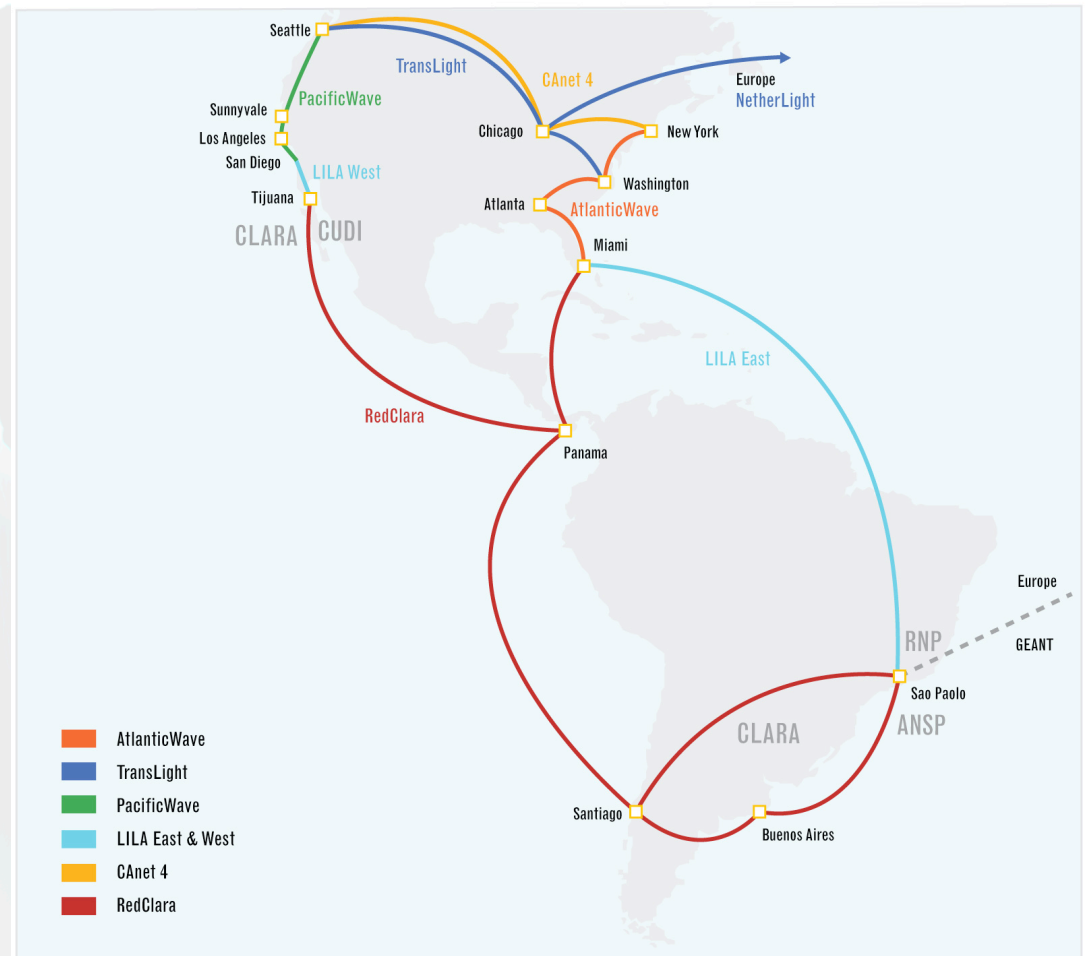 Seattle
TransLight
CAnet 4
Europe
NetherLight
PacificWave
Sunnyvale
Los Angeles
San Diego
Chicago
New York
LILA West
Tijuana
Washington
Atlanta
AtlanticWave
CLARA
CUDI
Miami
LILA East
RedClara
Panama
Europe
GEANT
RNP
Sao Paolo
ANSP
CLARA
Santiago
Buenos Aires
AtlanticWave
TransLight
PacificWave
LILA East & West
CAnet 4
RedClara